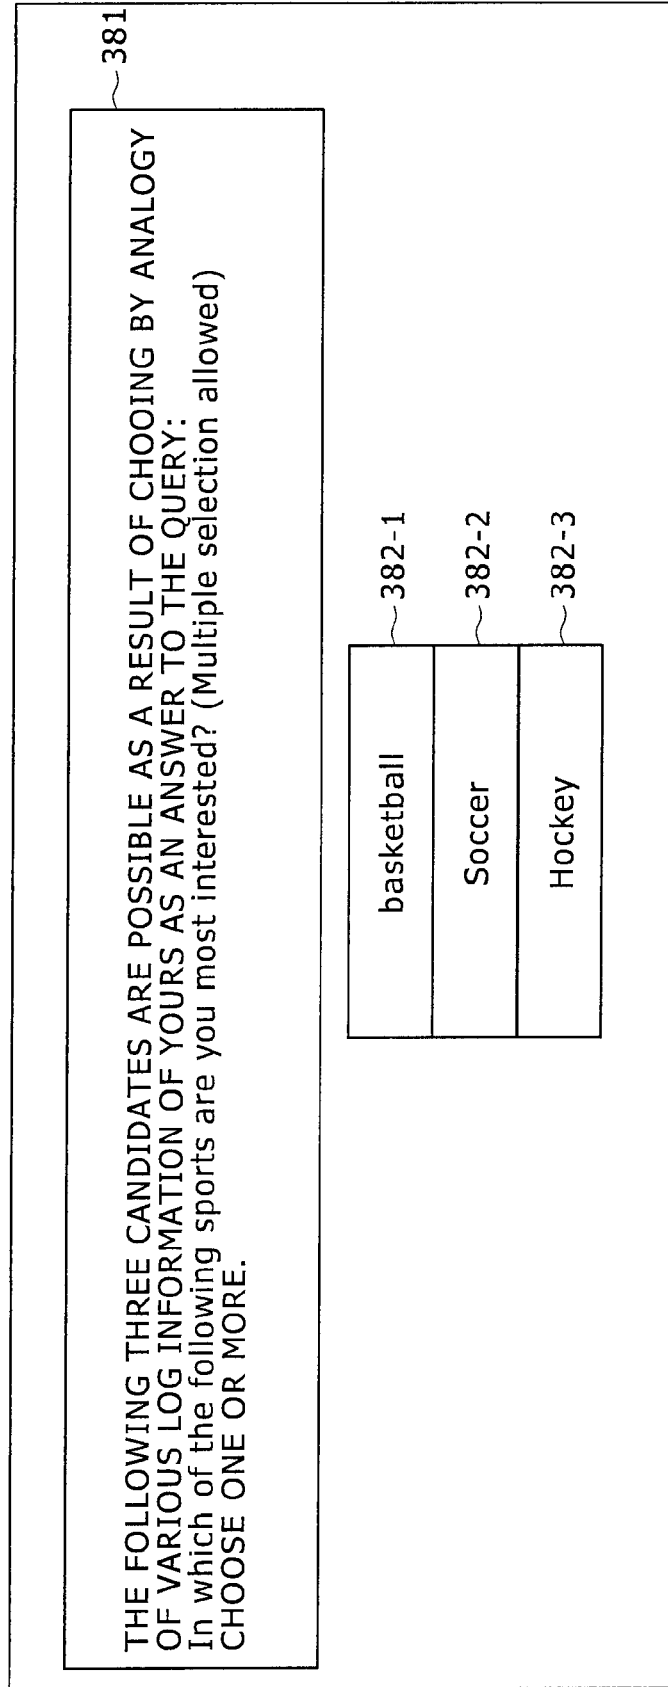 THE FOLLOWING THREE CANDIDATES ARE POSSIBLE AS A RESULT OF CHOOING BY ANALOGY
OF VARIOUS LOG INFORMATION OF YOURS AS AN ANSWER TO THE QUERY:
In which of the following sports are you most interested? (Multiple selection allowed)
CHOOSE ONE OR MORE.
381
basketball
382-1
Soccer
382-2
Hockey
382-3